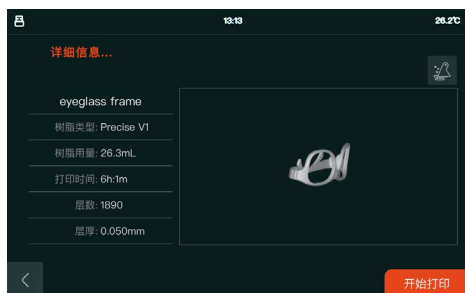 13:13
26.2℃
详细信息...
eyeglass frame
树脂类型: Precise V1
树脂用量: 26.3mL
打印时间: 6h:1m
层数: 1890
层厚: 0.050mm
开始打印